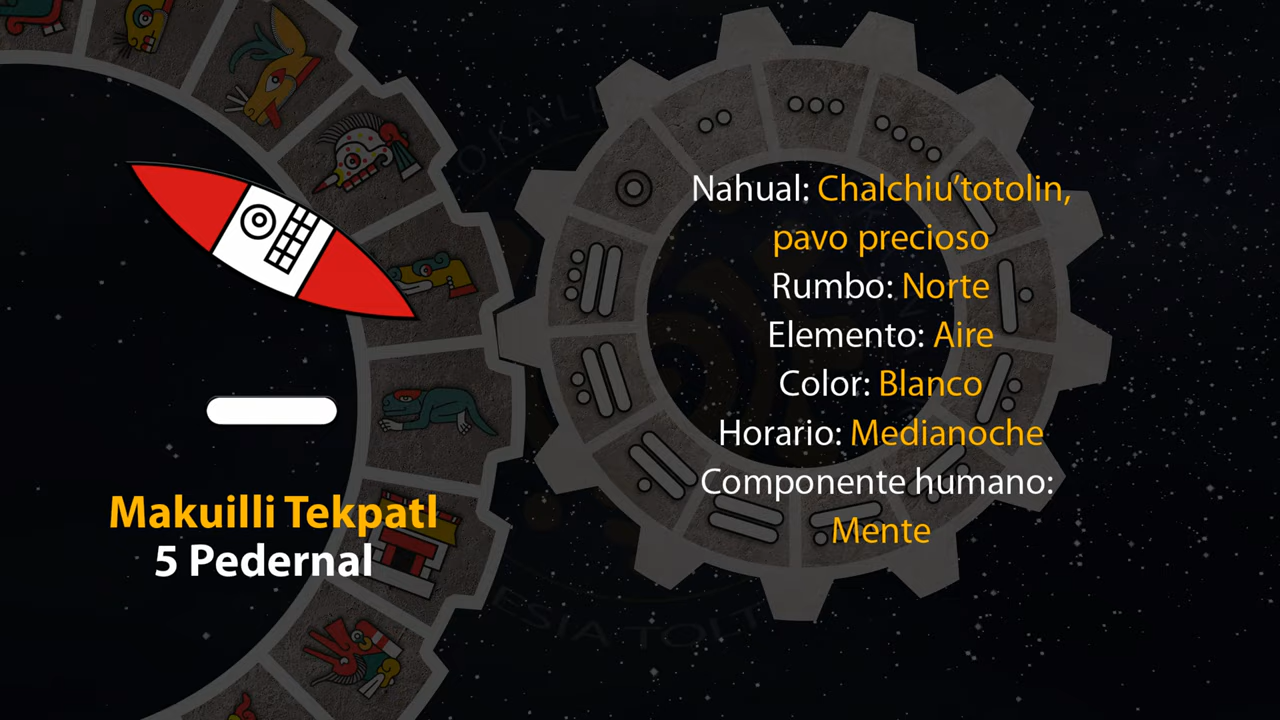 Nahual: Chalchiu’totolin,
pavo precioso
Rumbo: Norte
Elemento: Aire
Color: Blanco
Horario: Medianoche
Componente humano:
Mente
Makuilli Tekpatl
5 Pedernal